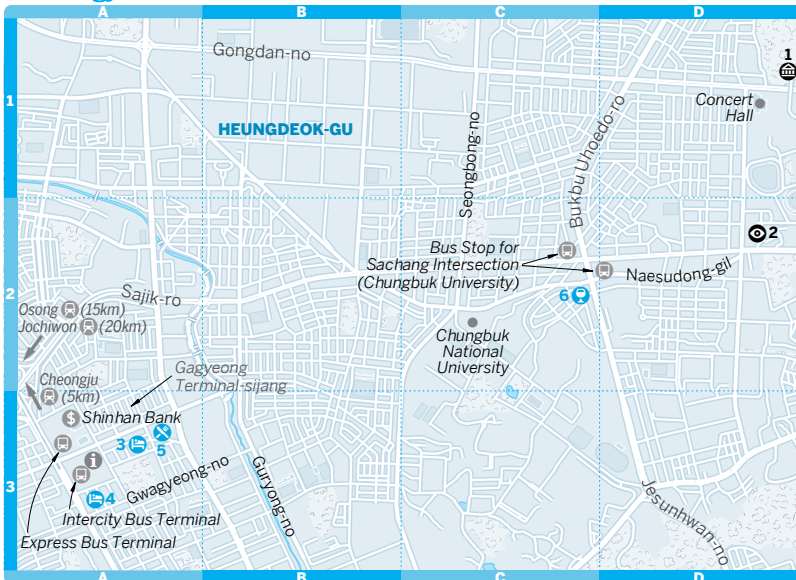 A
B
C
D
1
Gongdan-no
1
Concert
Hall
HEUNGDEOK-GU
Seongbong-no
Bukbu Uhoedo-ro
2
2
Bus Stop for
Sachang Intersection
(Chungbuk University)
Naesudong-gil
6
Sajik-ro
Osong (15km)
Jochiwon (20km)
Chungbuk
National
University
Gagyeong
Terminal-sijang
Cheongju
(5km)
3
$ Shinhan Bank
3
5
i
4
Gwagyeong-no
Guryong-no
Jesunhwan-no
Intercity Bus Terminal
Express Bus Terminal
A
B
C
D